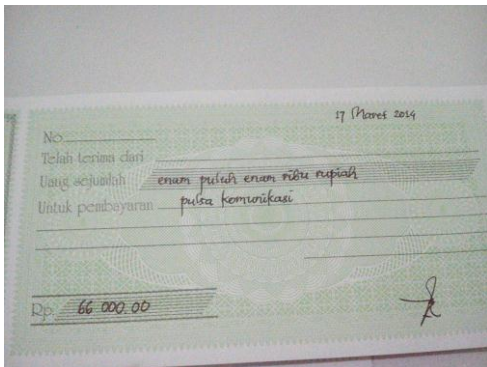 17 Maret 2014
No.
Telah terima dari
Uang sejumlah enam puluh enam ribu rupiah
Untuk pembayaran pulsa komunikasi
Rp. 66 000.00